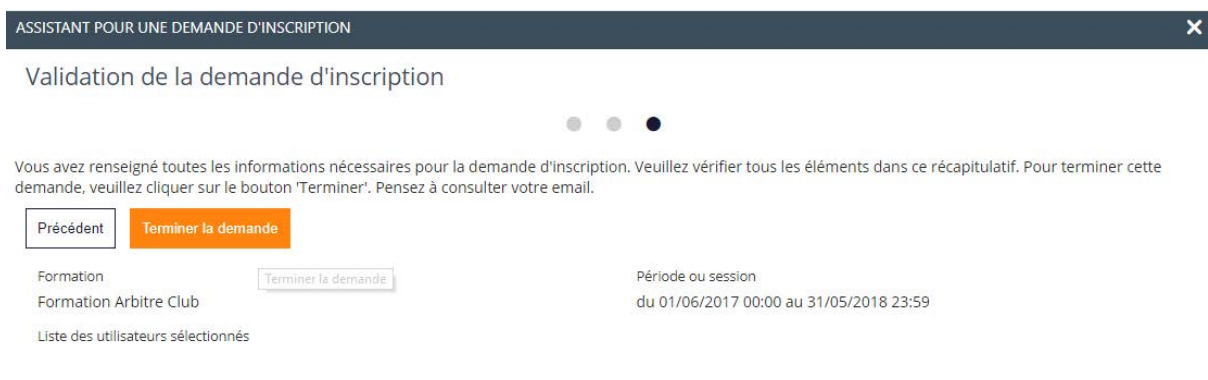 ASSISTANT POUR UNE DEMANDE D'INSCRIPTION
Validation de la demande d'inscription
Vous avez renseigné toutes les informations nécessaires pour la demande d'inscription. Veuillez vérifier tous les éléments dans ce récapitulatif. Pour terminer cette
demande, veuillez cliquer sur le bouton 'Terminer'. Pensez à consulter votre email.
Précédent
Terminer la demande
Formation
Terminer la demande
Période ou session
Formation Arbitre Club
du 01/06/2017 00:00 au 31/05/2018 23:59
Liste des utilisateurs sélectionnés